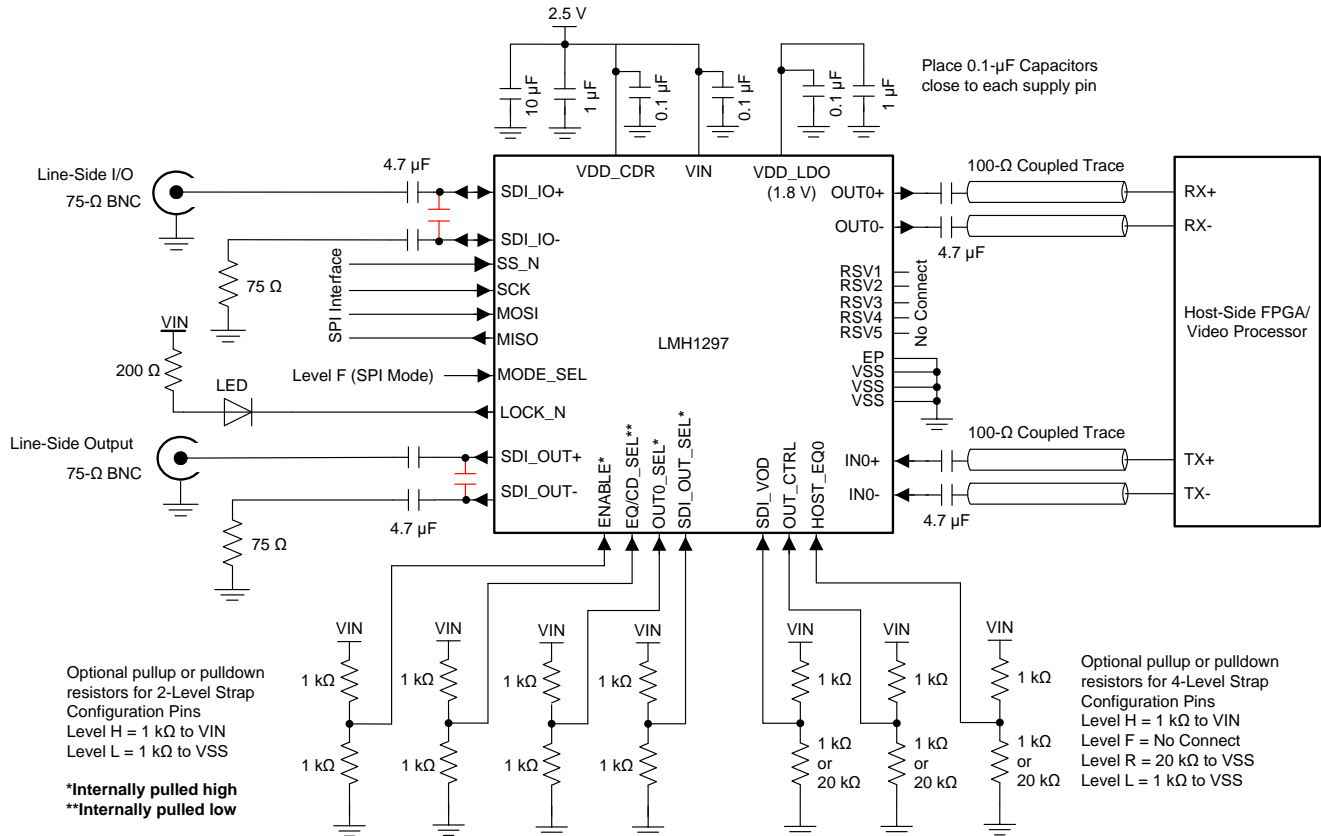 2.5 V
10 µF
1 µF
0.1 µF
0.1 µF
0.1 µF
1 µF
Place 0.1-µF Capacitors
close to each supply pin
Line-Side I/O
75-Ω BNC
4.7 µF
75 Ω
SPI Interface
VIN
200 Ω
LED
Level F (SPI Mode)
Line-Side Output
75-Ω BNC
4.7 µF
75 Ω
VDD_CDR
VIN
VDD_LDO
(1.8 V)
SDI_IO+
SDI_IO-
SS_N
SCK
MOSI
MISO
MODE_SEL
LOCK_N
SDI_OUT+
SDI_OUT-
LMH1297
OUT0+
OUT0-
RSV1
RSV2
RSV3
RSV4
RSV5
No Connect
EP
VSS
VSS
VSS
IN0+
IN0-
ENABLE*
EQ/CD_SEL**
OUT0_SEL*
SDI_OUT_SEL*
SDI_VOD
OUT_CTRL
HOST_EQ0
100-Ω Coupled Trace
4.7 µF
100-Ω Coupled Trace
4.7 µF
RX+
RX-
Host-Side FPGA/
Video Processor
TX+
TX-
VIN
1 kΩ
1 kΩ
VIN
1 kΩ
1 kΩ
VIN
1 kΩ
1 kΩ
VIN
1 kΩ
1 kΩ
VIN
1 kΩ
1 kΩ
or
20 kΩ
VIN
1 kΩ
1 kΩ
or
20 kΩ
VIN
1 kΩ
1 kΩ
or
20 kΩ
Optional pullup or pulldown
resistors for 2-Level Strap
Configuration Pins
Level H = 1 kΩ to VIN
Level L = 1 kΩ to VSS
*Internally pulled high
**Internally pulled low
Optional pullup or pulldown
resistors for 4-Level Strap
Configuration Pins
Level H = 1 kΩ to VIN
Level F = No Connect
Level R = 20 kΩ to VSS
Level L = 1 kΩ to VSS